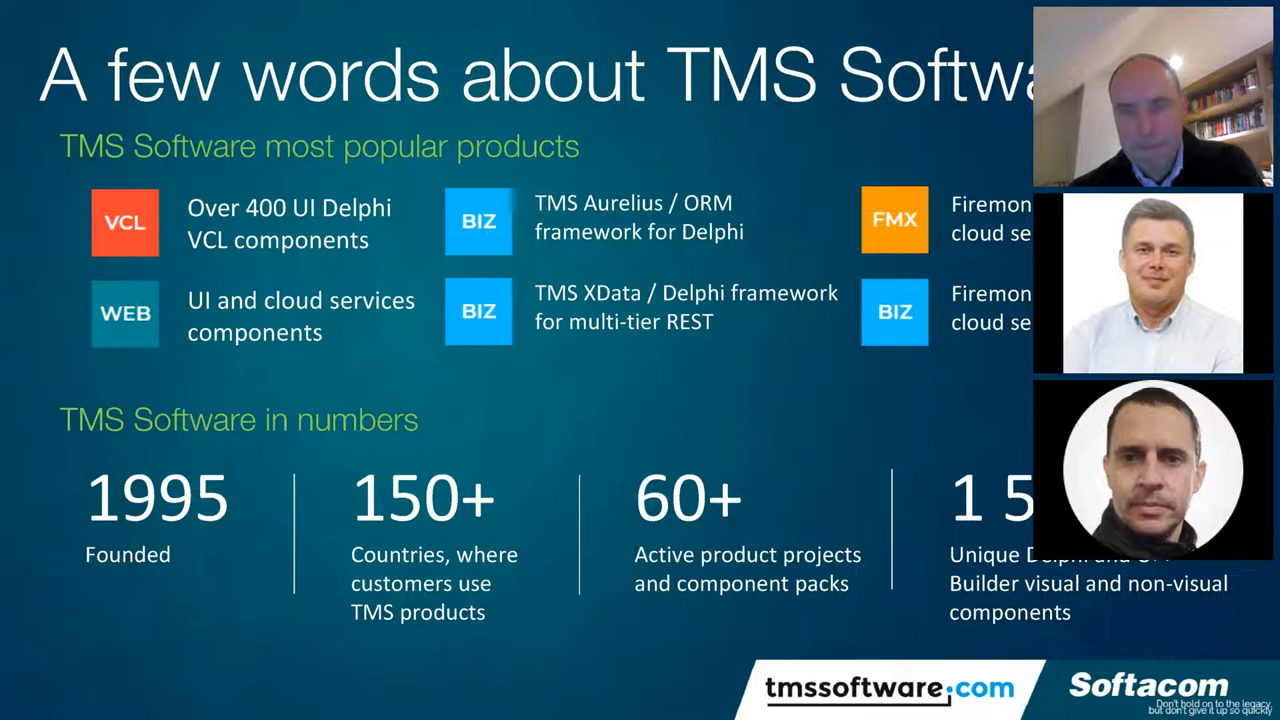 A few words about TMS Softwa
TMS Software most popular products
VCL
Over 400 UI Delphi
VCL components
BIZ
TMS Aurelius / ORM
framework for Delphi
FMX
Firemon
cloud se
WEB
UI and cloud services
components
BIZ
TMS XData / Delphi framework
for multi-tier REST
BIZ
Firemon
cloud se
TMS Software in numbers
1995
Founded
150+
Countries, where
customers use
TMS products
60+
Active product projects
and component packs
1 5
Unique Delphi and
Builder visual and non-visual
components
tmssoftware.com
Softacom
Don't hold on to the legacy,
but don't give it up so quickly